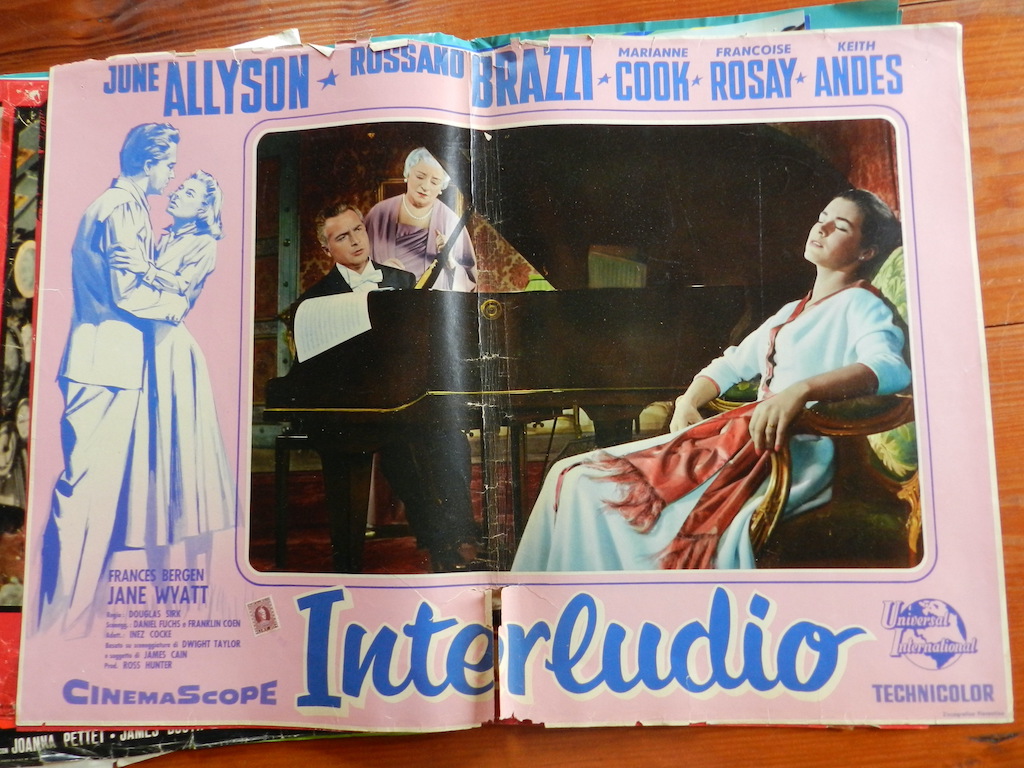 JUNE ALLYSON ★ ROSSANO BRAZZI ★ MARIANNE COOK ★ FRANCOISE ROSAY ★ KEITH ANDES
FRANCES BERGEN
JANE WYATT
Regia: DOUGLAS SIRK
Sceneg.: DANIEL FUCHS e FRANKLIN COEN
Adatt.: INEZ COCKE
Basato su sceneggiatura di DWIGHT TAYLOR
e soggetto di JAMES CAIN
Prod. ROSS HUNTER
CINEMASCOPE
Interludio
Universal
International
TECHNICOLOR
JOANNA PETTET · JAMES